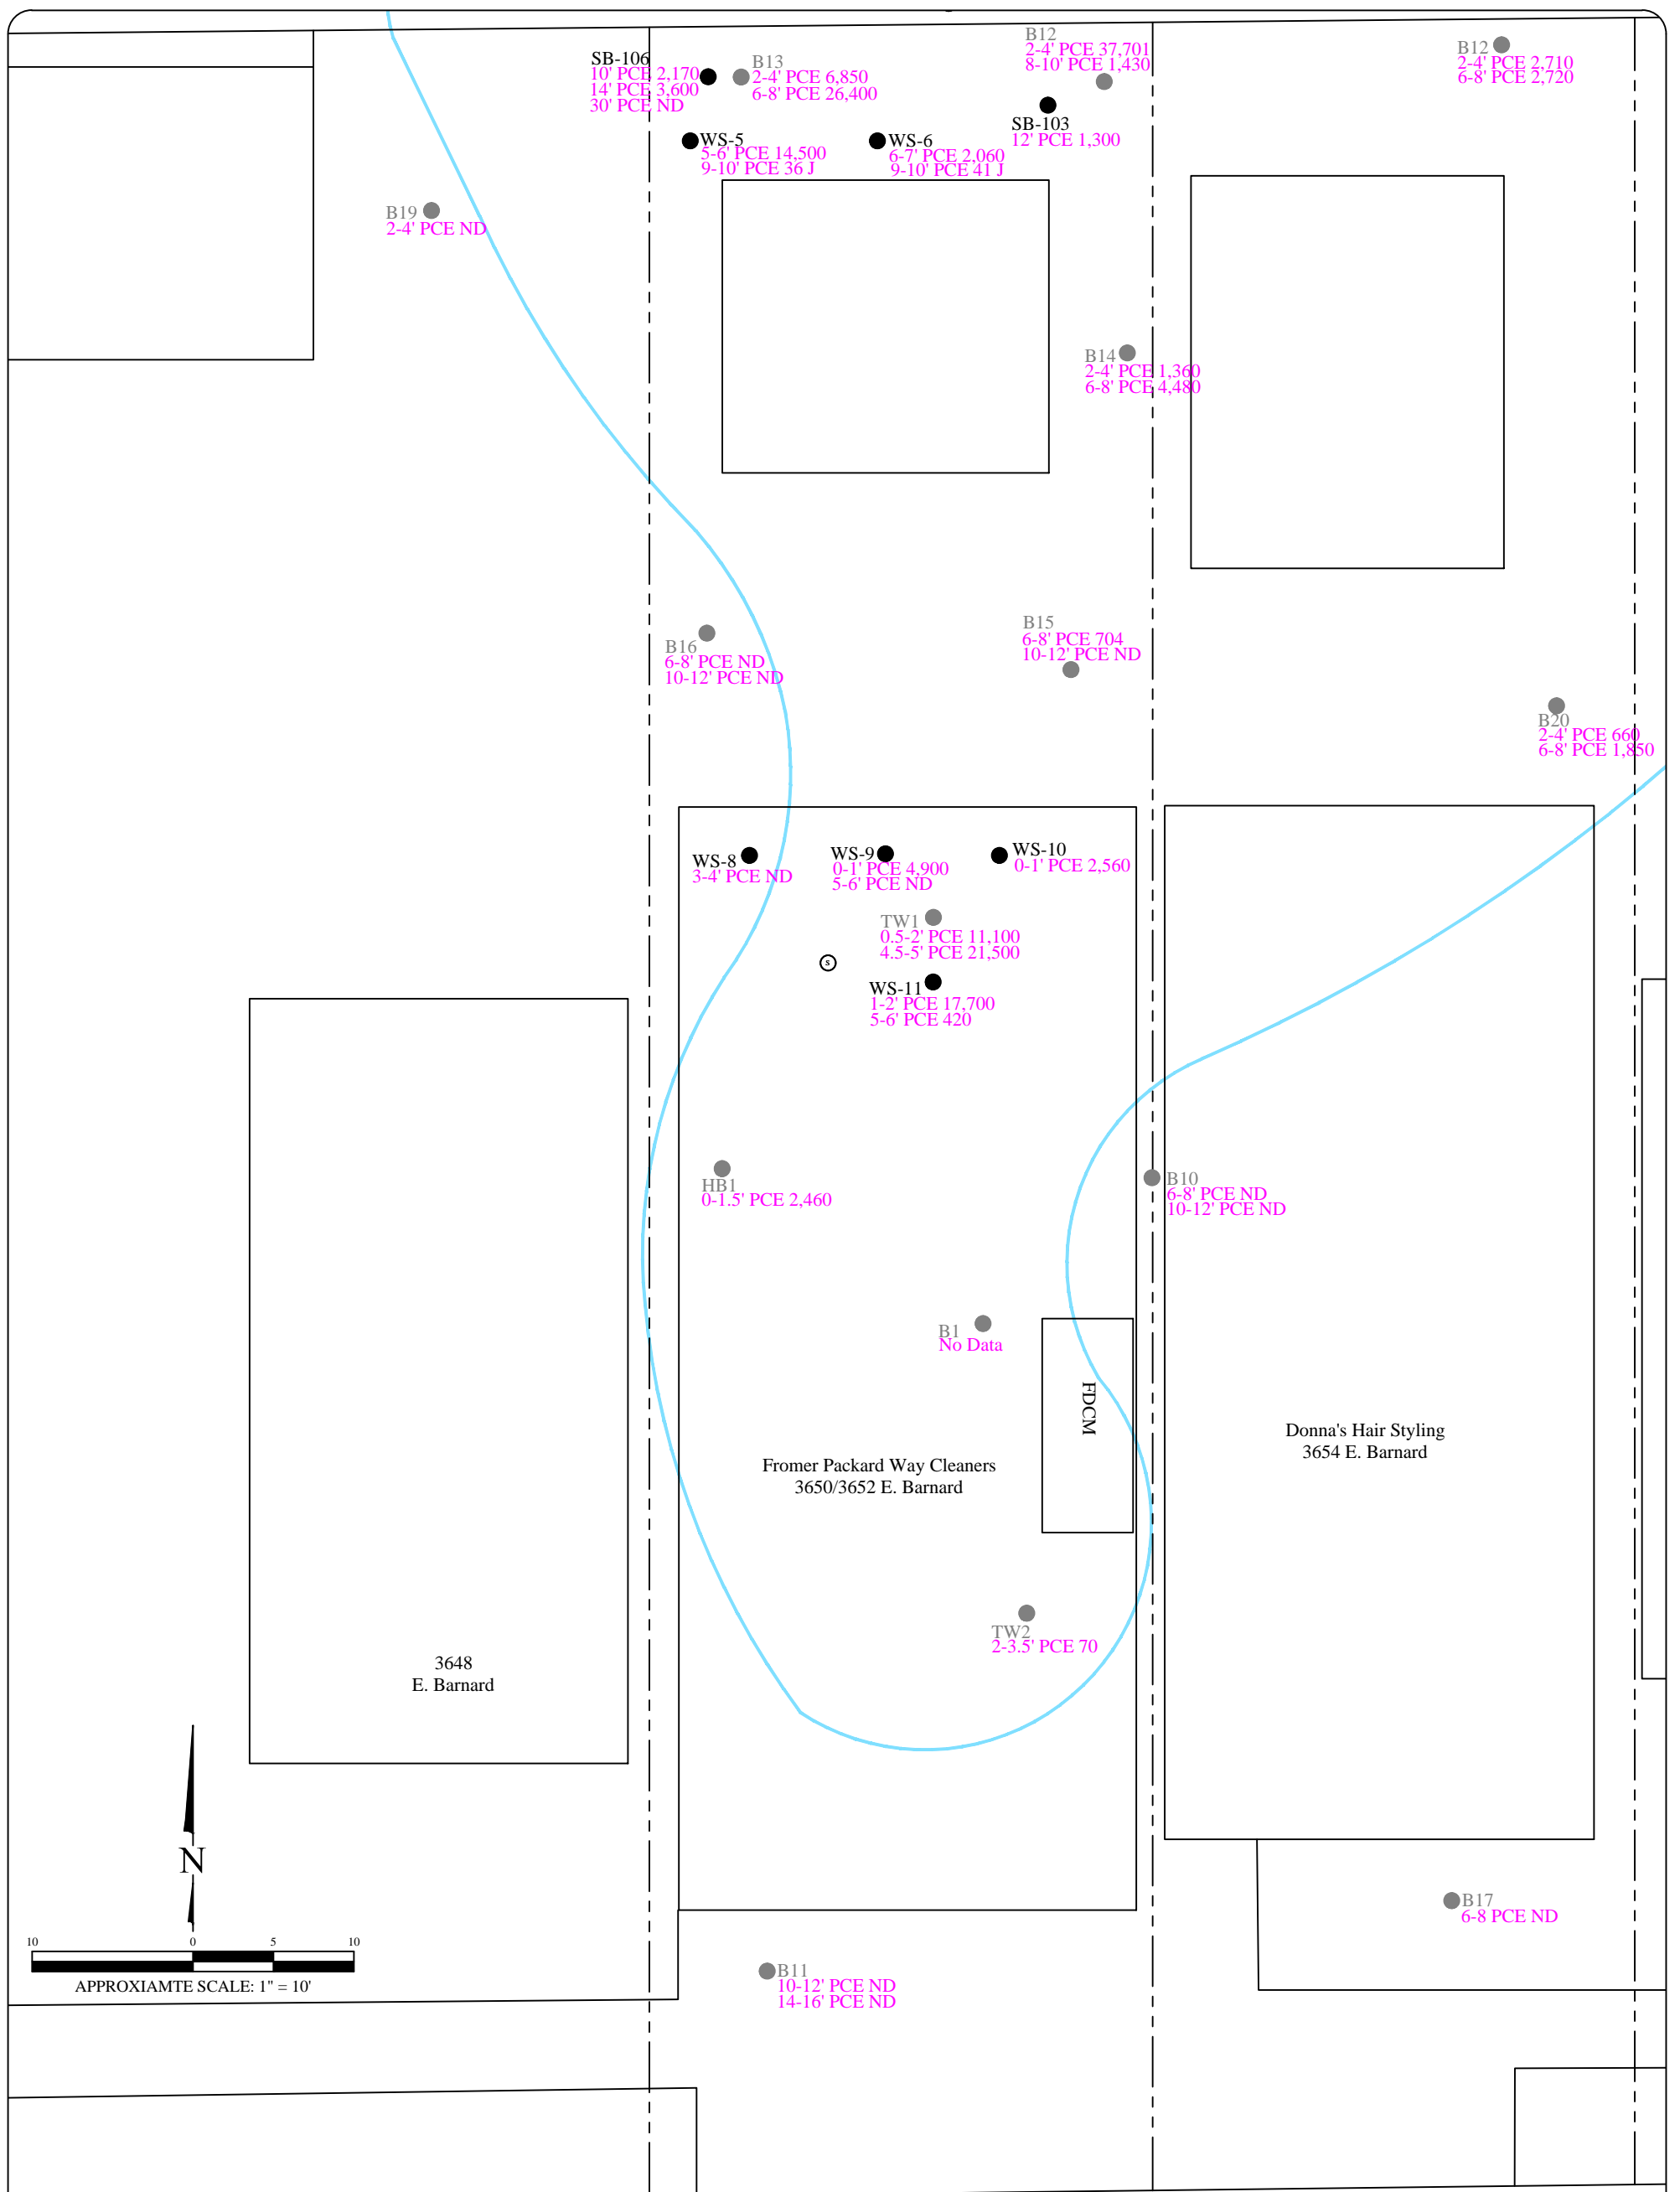 SB-106
10' PCE 2,170
14' PCE 3,600
30' PCE ND
B13
2-4' PCE 6,850
6-8' PCE 26,400
B12
2-4' PCE 37,701
8-10' PCE 1,430
B12
2-4' PCE 2,710
6-8' PCE 2,720
SB-103
12' PCE 1,300
WS-5
5-6' PCE 14,500
9-10' PCE 36 J
WS-6
6-7' PCE 2,060
9-10' PCE 41 J
B19
2-4' PCE ND
B14
2-4' PCE 1,360
6-8' PCE 4,480
B16
6-8' PCE ND
10-12' PCE ND
B15
6-8' PCE 704
10-12' PCE ND
B20
2-4' PCE 660
6-8' PCE 1,850
WS-8
3-4' PCE ND
WS-9
0-1' PCE 4,900
5-6' PCE ND
WS-10
0-1' PCE 2,560
TW1
0.5-2' PCE 11,100
4.5-5' PCE 21,500
S
WS-11
1-2' PCE 17,700
5-6' PCE 420
HB1
0-1.5' PCE 2,460
B10
6-8' PCE ND
10-12' PCE ND
B1
No Data
FDCM
Fromer Packard Way Cleaners
3650/3652 E. Barnard
Donna's Hair Styling
3654 E. Barnard
TW2
2-3.5' PCE 70
3648
E. Barnard
N
10 0 5 10
APPROXIAMTE SCALE: 1" = 10'
B17
6-8 PCE ND
B11
10-12' PCE ND
14-16' PCE ND